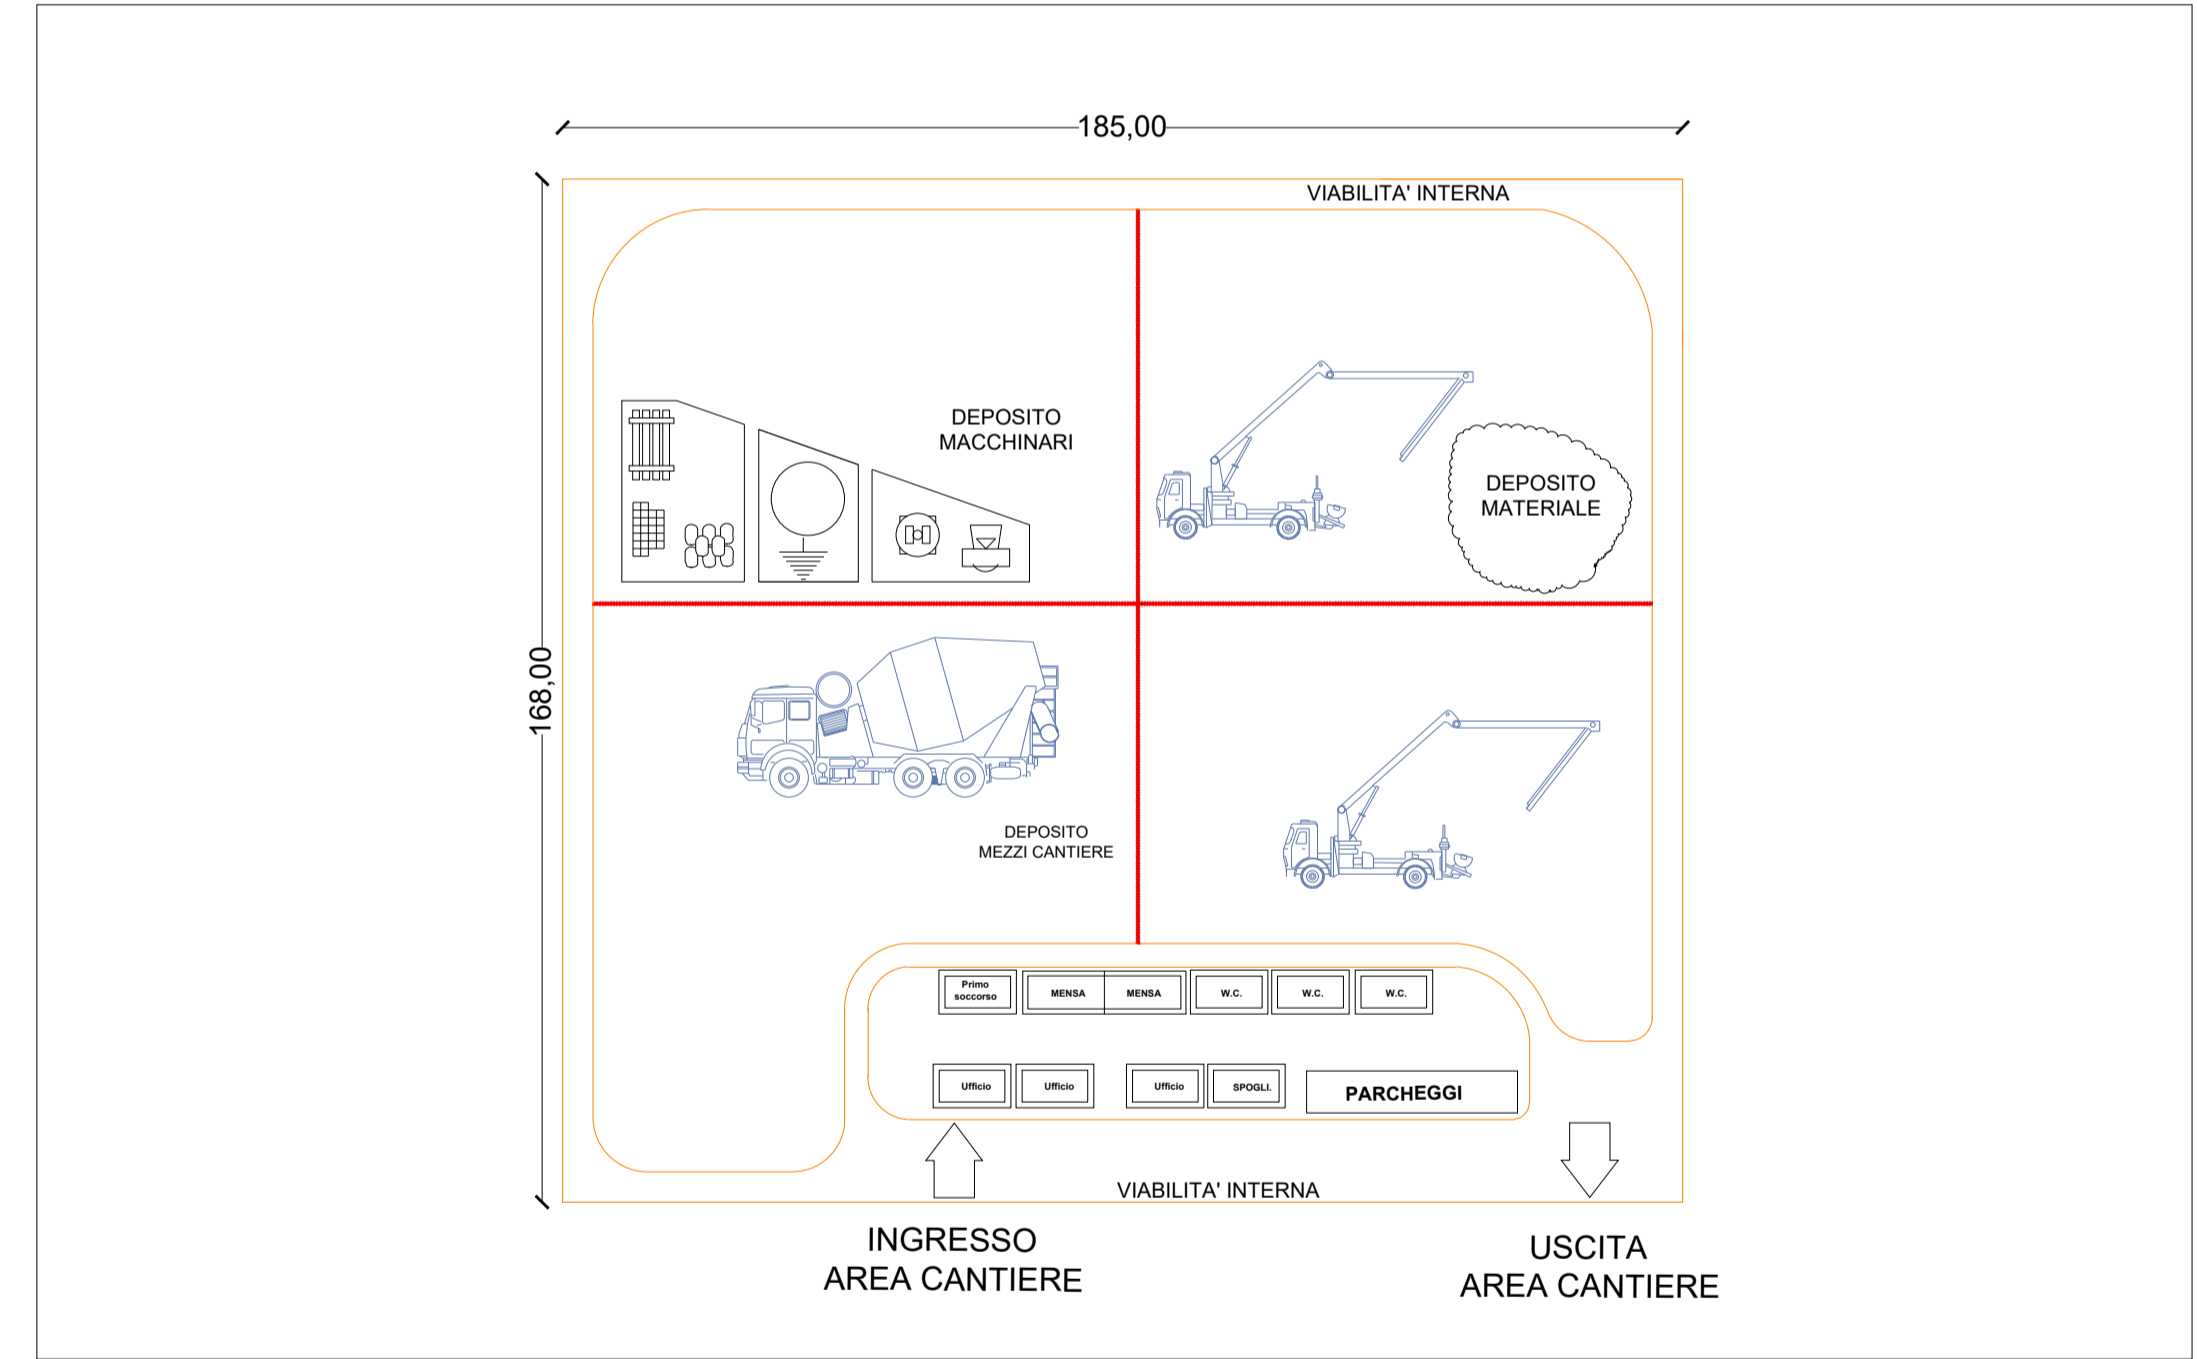 185,00
VIABILITA' INTERNA
DEPOSITO
MACCHINARI
DEPOSITO
MATERIALE
168,00
DEPOSITO
MEZZI CANTIERE
Primo
soccorso
MENSA
MENSA
W.C.
W.C.
W.C.
Ufficio
Ufficio
Ufficio
SPOGLI.
PARCHEGGI
VIABILITA' INTERNA
INGRESSO
AREA CANTIERE
USCITA
AREA CANTIERE